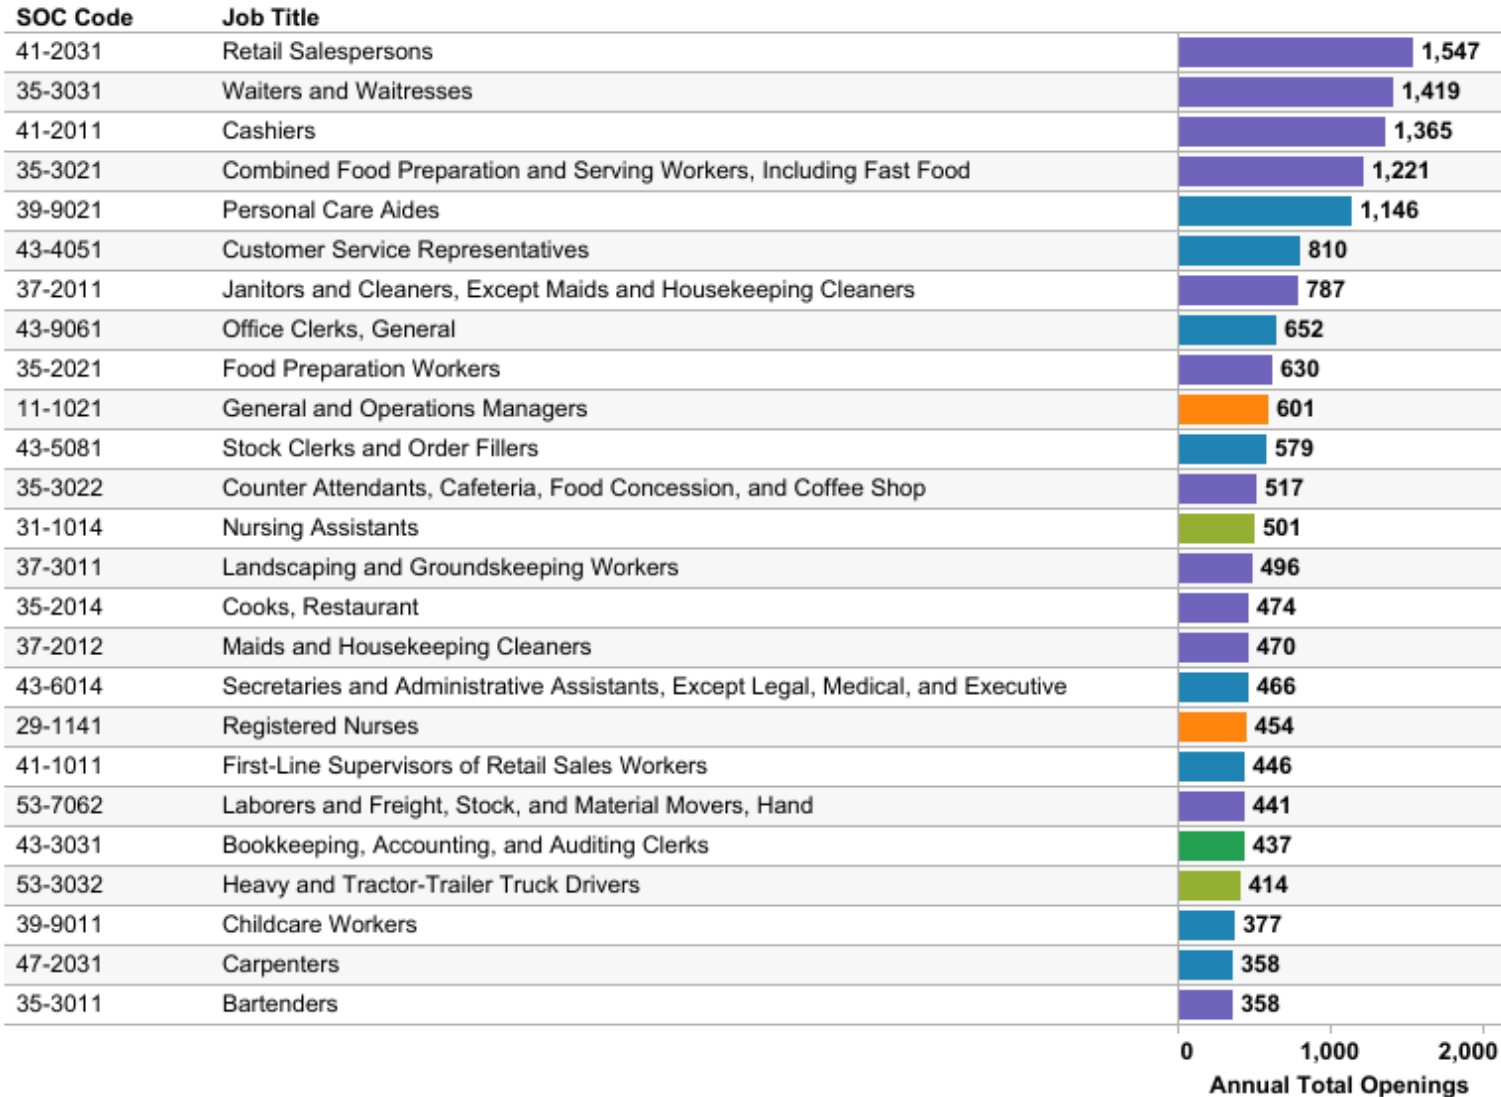 SOC Code Job Title
41-2031 Retail Salespersons 1,547
35-3031 Waiters and Waitresses 1,419
41-2011 Cashiers 1,365
35-3021 Combined Food Preparation and Serving Workers, Including Fast Food 1,221
39-9021 Personal Care Aides 1,146
43-4051 Customer Service Representatives 810
37-2011 Janitors and Cleaners, Except Maids and Housekeeping Cleaners 787
43-9061 Office Clerks, General 652
35-2021 Food Preparation Workers 630
11-1021 General and Operations Managers 601
43-5081 Stock Clerks and Order Fillers 579
35-3022 Counter Attendants, Cafeteria, Food Concession, and Coffee Shop 517
31-1014 Nursing Assistants 501
37-3011 Landscaping and Groundskeeping Workers 496
35-2014 Cooks, Restaurant 474
37-2012 Maids and Housekeeping Cleaners 470
43-6014 Secretaries and Administrative Assistants, Except Legal, Medical, and Executive 466
29-1141 Registered Nurses 454
41-1011 First-Line Supervisors of Retail Sales Workers 446
53-7062 Laborers and Freight, Stock, and Material Movers, Hand 441
43-3031 Bookkeeping, Accounting, and Auditing Clerks 437
53-3032 Heavy and Tractor-Trailer Truck Drivers 414
39-9011 Childcare Workers 377
47-2031 Carpenters 358
35-3011 Bartenders 358
0 1,000 2,000
Annual Total Openings